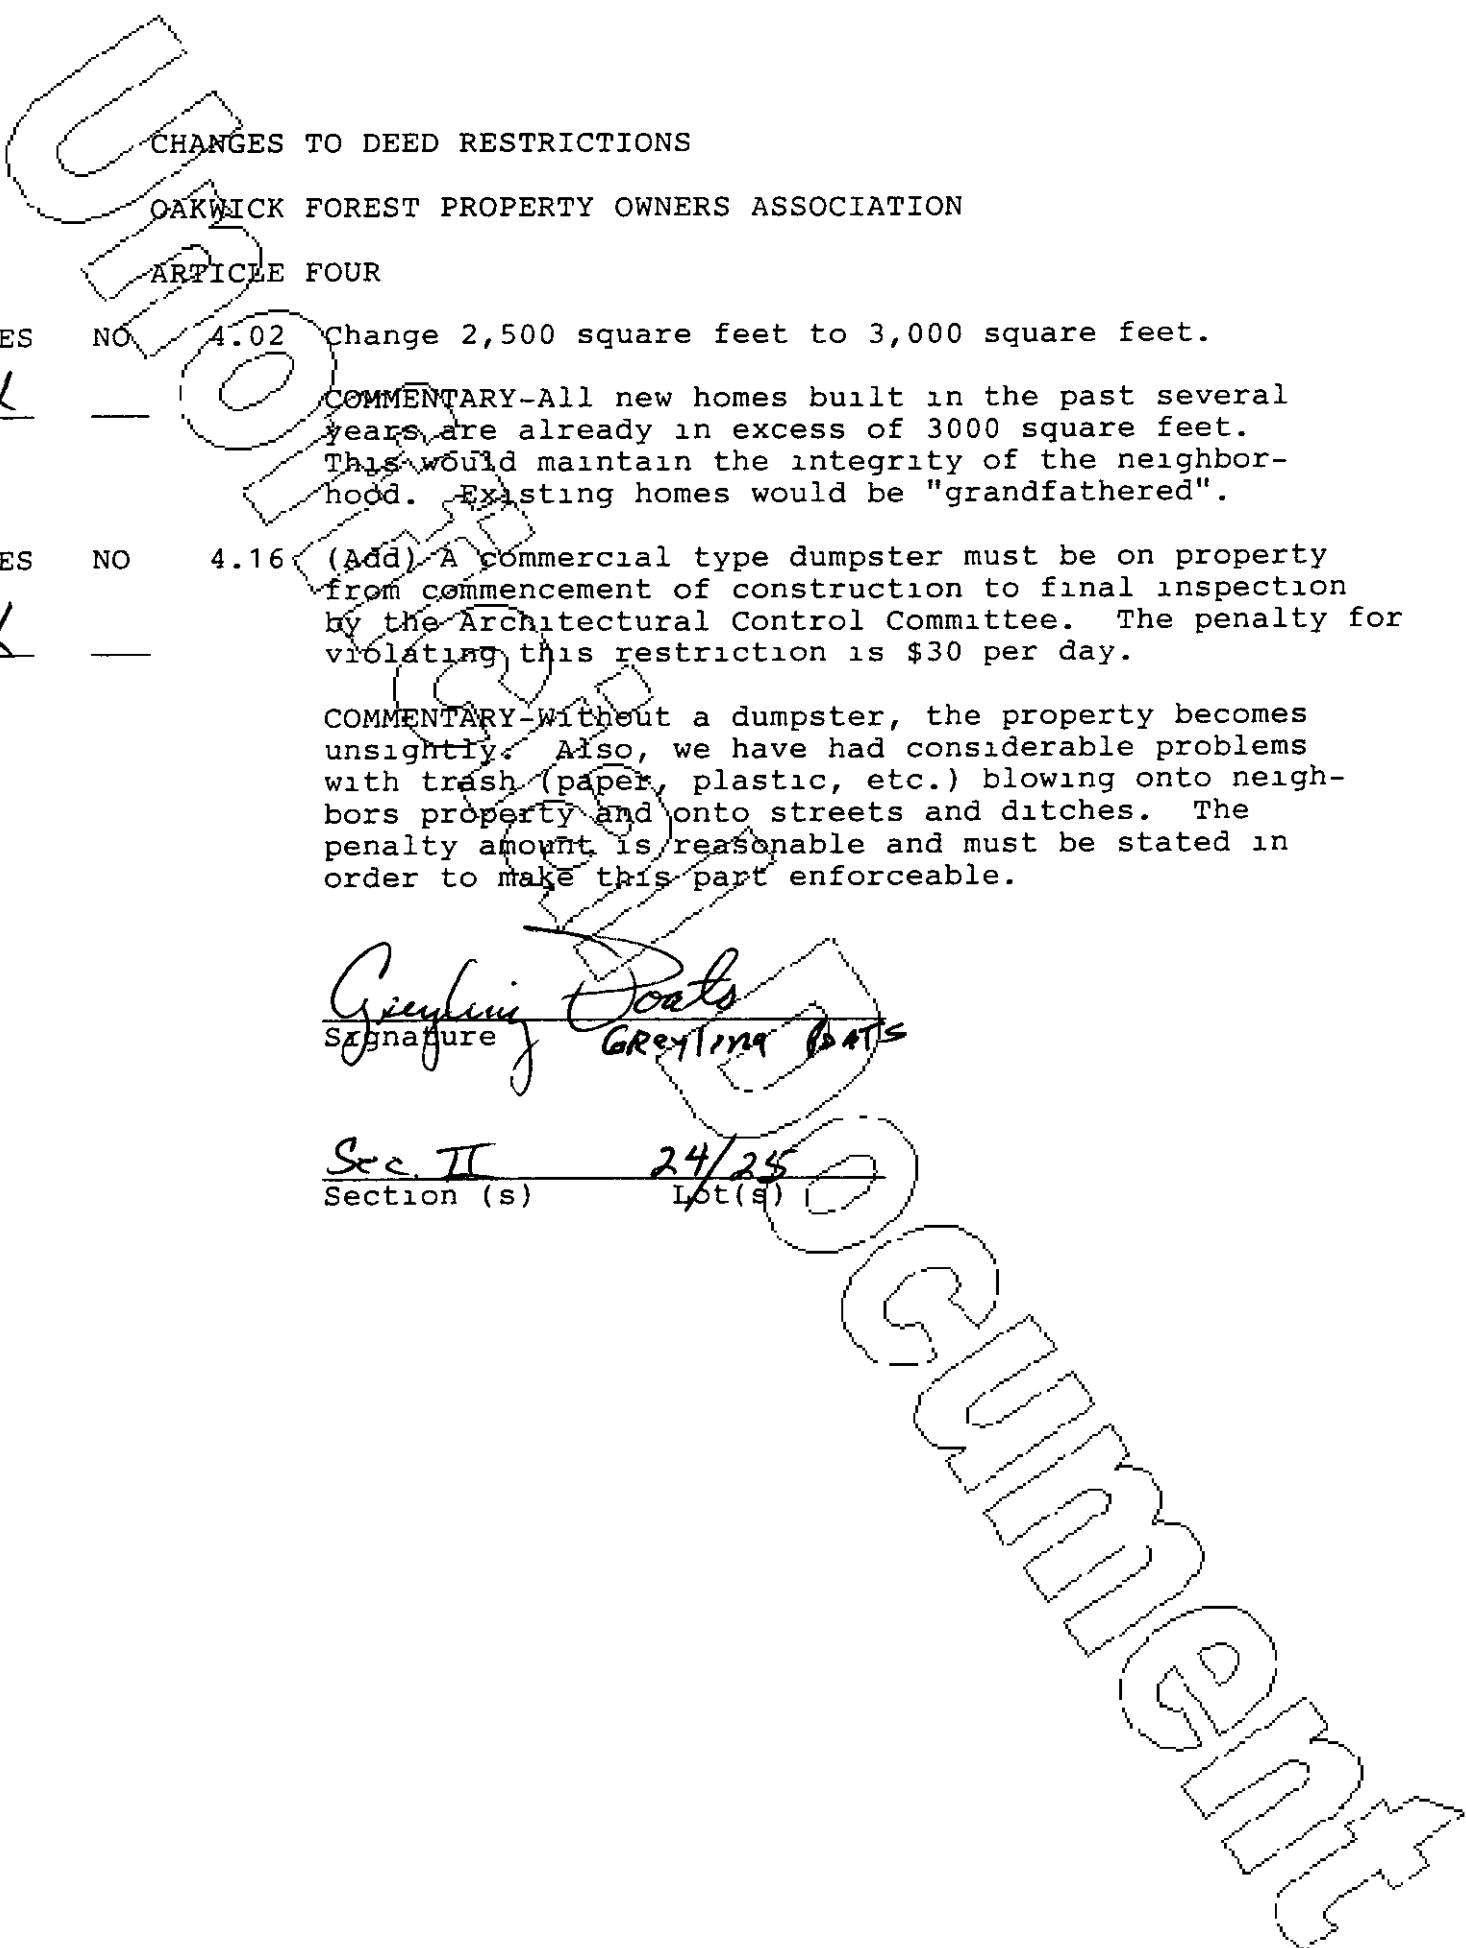 Unofficial Document
CHANGES TO DEED RESTRICTIONS
OAKWICK FOREST PROPERTY OWNERS ASSOCIATION
ARTICLE FOUR
ES NO 4.02 Change 2,500 square feet to 3,000 square feet.
COMMENTARY-All new homes built in the past several
years are already in excess of 3000 square feet.
This would maintain the integrity of the neighbor-
hood. Existing homes would be "grandfathered".
ES NO 4.16 (Add) A commercial type dumpster must be on property
from commencement of construction to final inspection
by the Architectural Control Committee. The penalty for
violating this restriction is $30 per day.
COMMENTARY-Without a dumpster, the property becomes
unsightly. Also, we have had considerable problems
with trash (paper, plastic, etc.) blowing onto neigh-
bors property and onto streets and ditches. The
penalty amount is reasonable and must be stated in
order to make this part enforceable.
Greyling Poats
Signature GReyling PoATS
Sec. II 24/25
Section (s) Lot(s)